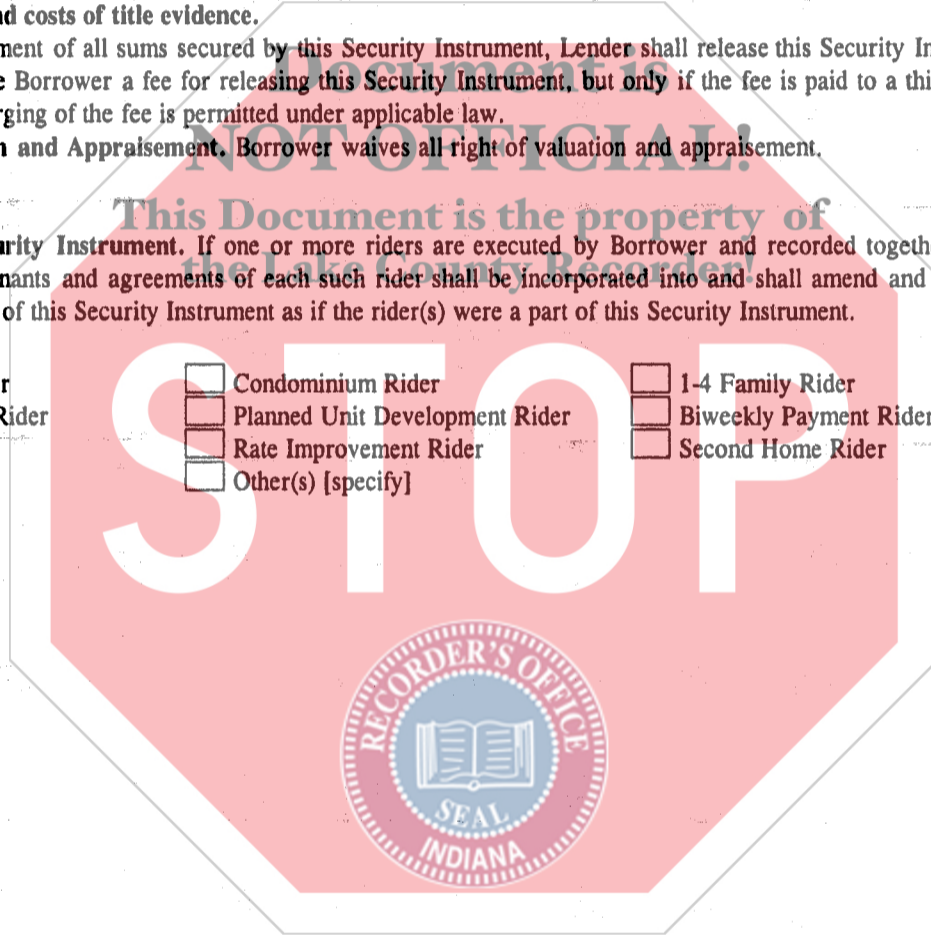 d costs of title evidence.
ment of all sums secured by this Security Instrument, Lender shall release this Security In
Document is
e Borrower a fee for releasing this Security Instrument, but only if the fee is paid to a thi
ging of the fee is permitted under applicable law.
NOT OFFICIAL!
n and Appraisement. Borrower waives all right of valuation and appraisement.
This Document is the property of
urity Instrument. If one or more riders are executed by Borrower and recorded togeth
the Lake County Recorder!
nants and agreements of each such rider shall be incorporated into and shall amend and
of this Security Instrument as if the rider(s) were a part of this Security Instrument.
STOP
r Condominium Rider 1-4 Family Rider
Rider Planned Unit Development Rider Biweekly Payment Rider
Rate Improvement Rider Second Home Rider
Other(s) [specify]
RECORDER'S OFFICE
SEAL
INDIANA